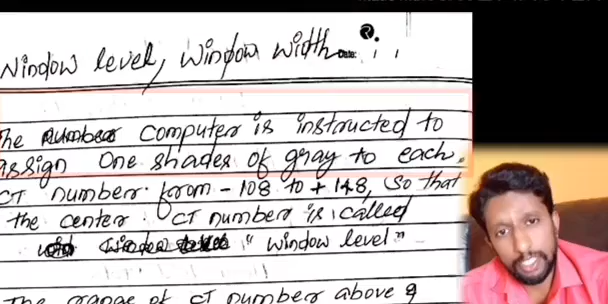 Window level, Window width
Date:
The computer is instructed to
assign one shades of gray to each
CT number from -108 to +148, so that
the center CT number is called
"window level"
The range of CT number above &